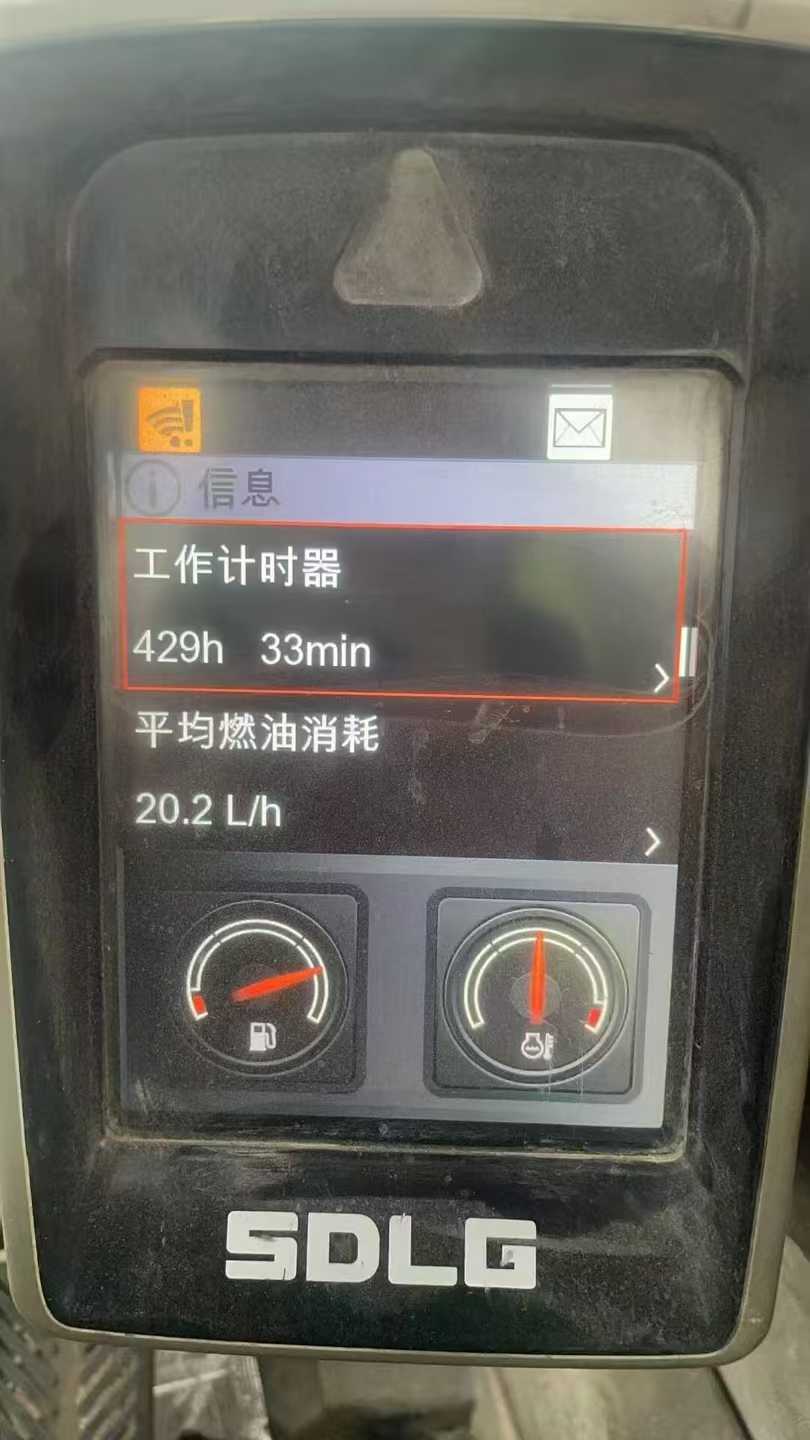 信息
工作计时器
429h 33min
平均燃油消耗
20.2 L/h
SDLG